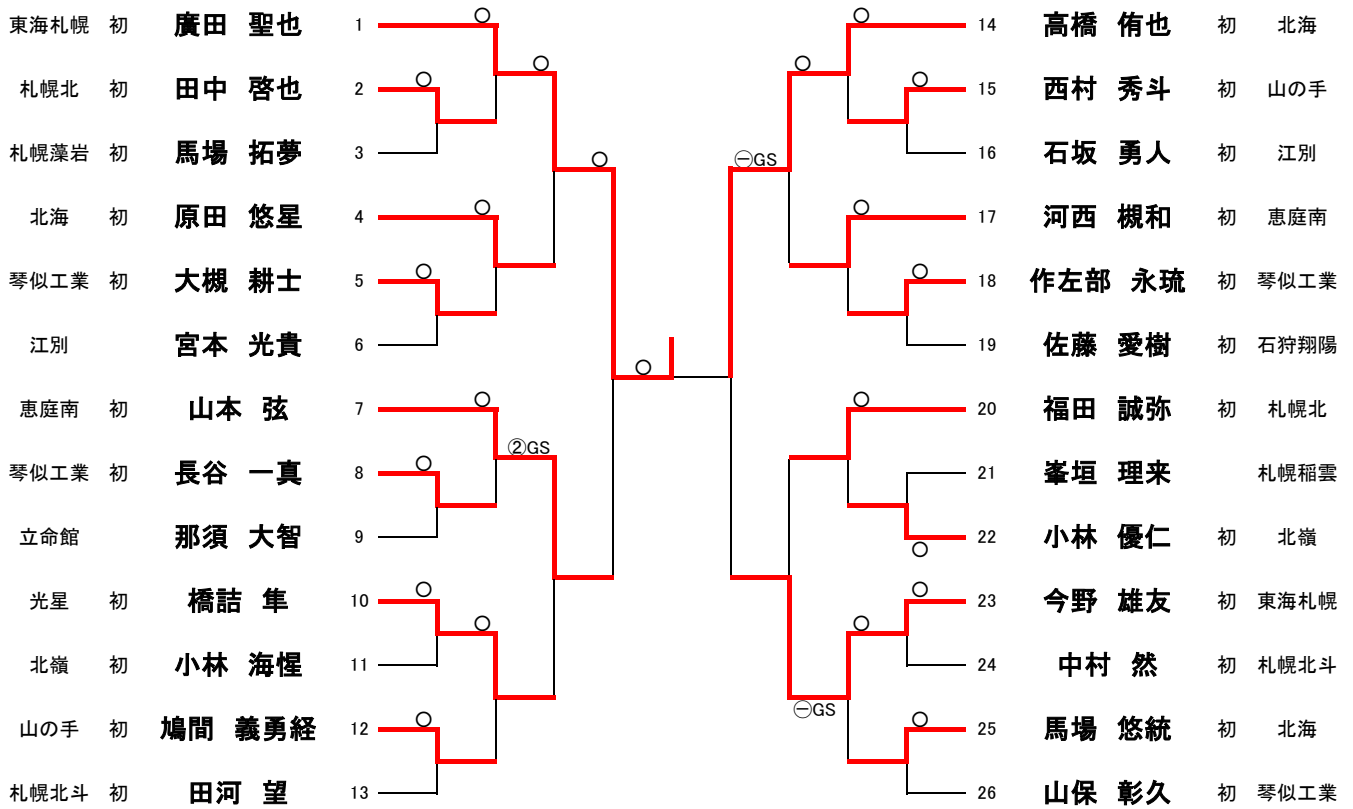 東海札幌 初 廣田 聖也 1 ○
札幌北 初 田中 啓也 2 ○
札幌藻岩 初 馬場 拓夢 3
北海 初 原田 悠星 4 ○
琴似工業 初 大槻 耕士 5 ○
江別 宮本 光貴 6
恵庭南 初 山本 弦 7 ○
琴似工業 初 長谷 一真 8 ○
立命館 那須 大智 9
光星 初 橋詰 隼 10 ○
北嶺 初 小林 海惺 11 ○
山の手 初 鳩間 義勇経 12 ○
札幌北斗 初 田河 望 13
○
○
②GS
○
○ 14 高橋 侑也 初 北海
○ 15 西村 秀斗 初 山の手
16 石坂 勇人 初 江別
○ 17 河西 槻和 初 恵庭南
○ 18 作左部 永琉 初 琴似工業
19 佐藤 愛樹 初 石狩翔陽
○ 20 福田 誠弥 初 札幌北
21 峯垣 理来 札幌稲雲
○ 22 小林 優仁 初 北嶺
○ 23 今野 雄友 初 東海札幌
○ 24 中村 然 初 札幌北斗
○ 25 馬場 悠統 初 北海
26 山保 彰久 初 琴似工業
○
㊀GS
㊀GS